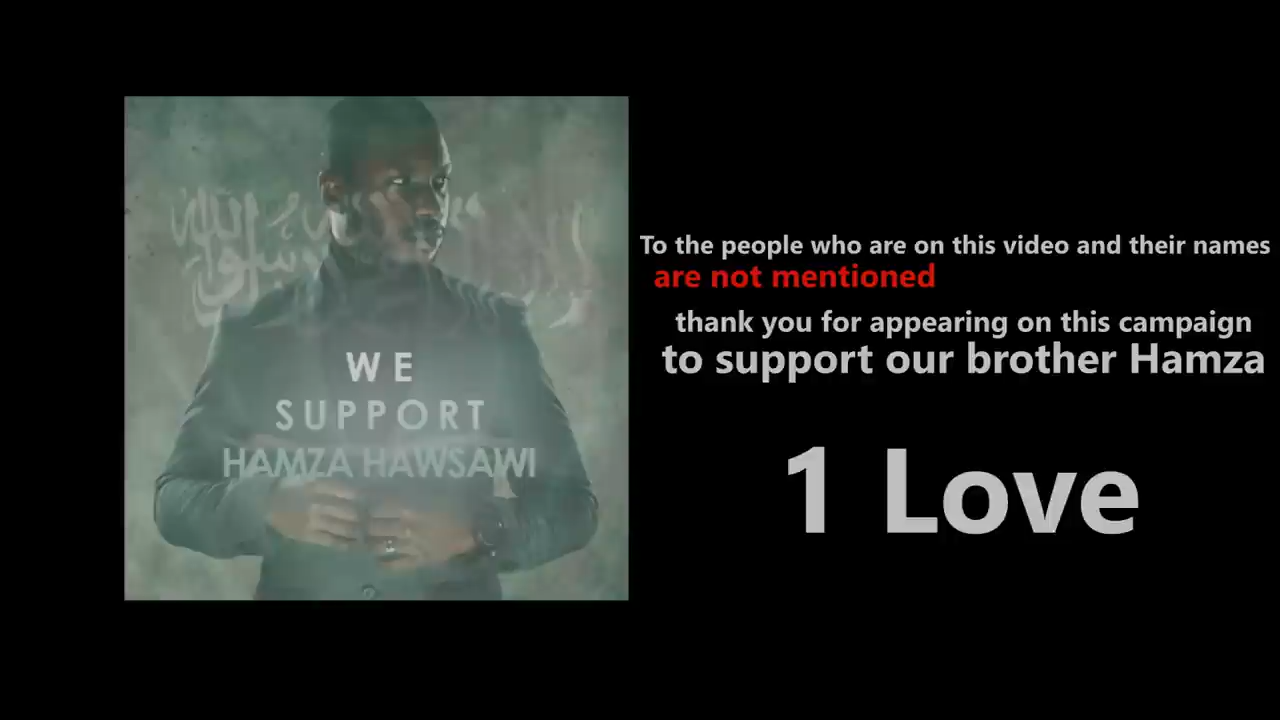 WE
SUPPORT
HAMZA HAWSAWI
To the people who are on this video and their names
are not mentioned
thank you for appearing on this campaign
to support our brother Hamza
1 Love